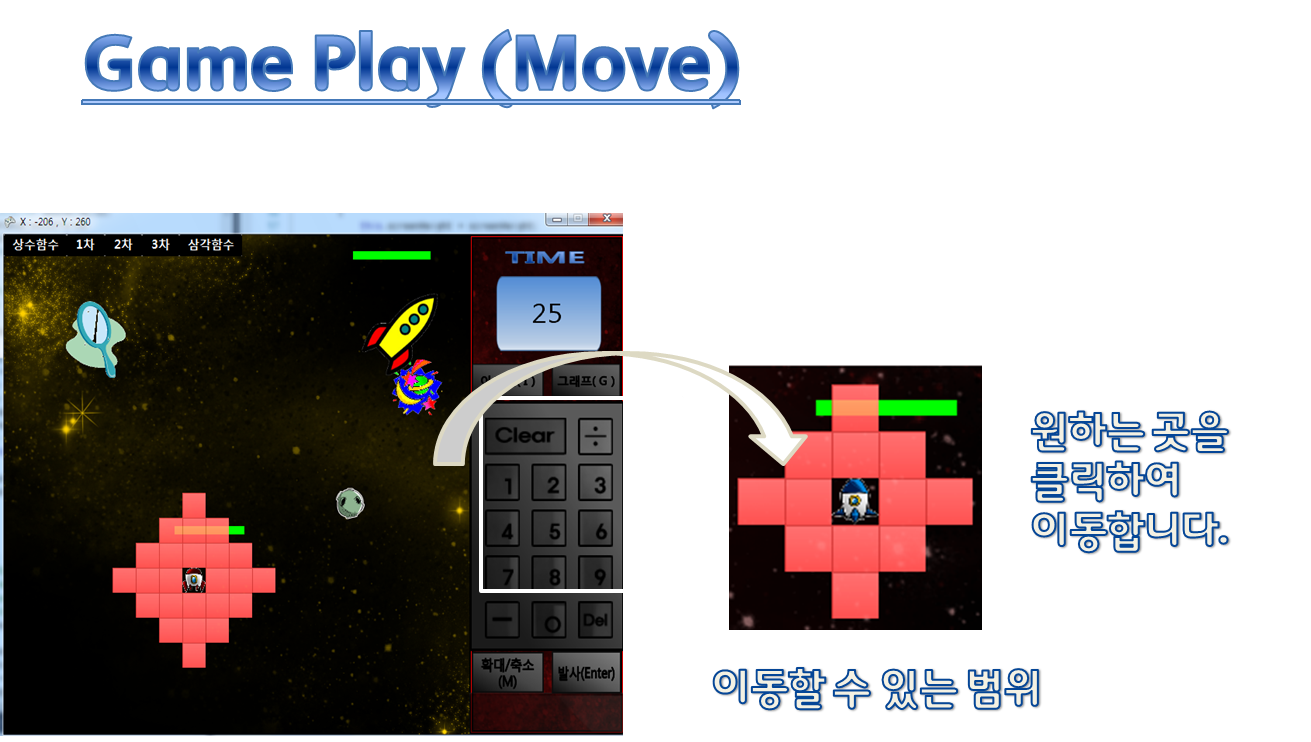 Game Play (Move)
X : -206 , Y : 260
상수함수 1차 2차 3차 삼각함수
TIME
25
그래프( G )
Clear ÷
1 2 3
4 5 6
7 8 9
− 0 Del
확대/축소
(M)
발사(Enter)
원하는 곳을
클릭하여
이동합니다.
이동할 수 있는 범위